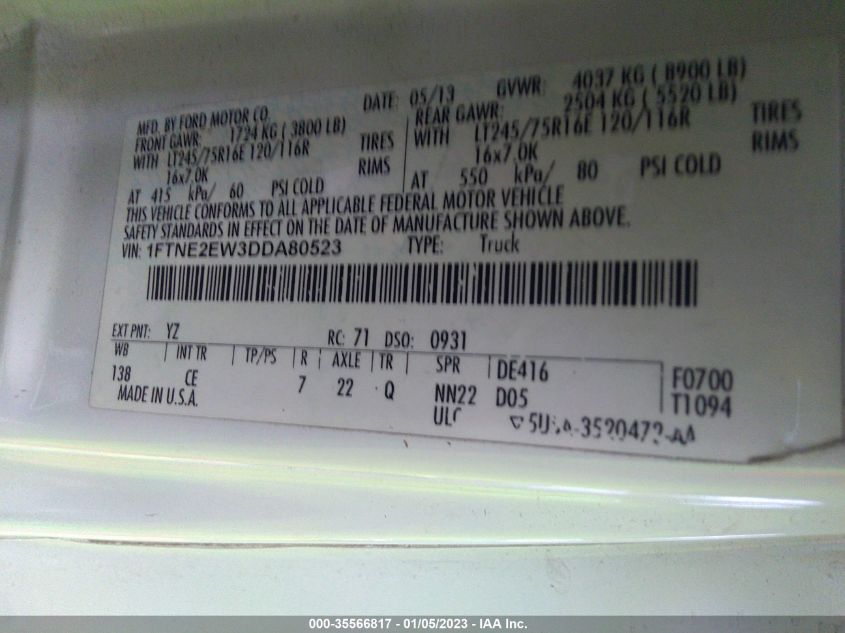 MFD. BY FORD MOTOR CO.
DATE: 05/13
GVWR: 4037 KG ( 8900 LB)
FRONT GAWR: 1724 KG ( 3800 LB)
WITH LT245/75R16E 120/116R TIRES
16x7.0K RIMS
AT 415 kPa/ 60 PSI COLD
REAR GAWR: 2504 KG ( 5520 LB)
WITH LT245/75R16E 120/116R TIRES
16x7.0K RIMS
AT 550 kPa/ 80 PSI COLD
THIS VEHICLE CONFORMS TO ALL APPLICABLE FEDERAL MOTOR VEHICLE
SAFETY STANDARDS IN EFFECT ON THE DATE OF MANUFACTURE SHOWN ABOVE.
VIN: 1FTNE2EW3DDA80523 TYPE: Truck
EXT PNT: YZ RC: 71 DSO: 0931
WB INT TR TP/PS R AXLE TR SPR DE416 F0700
138 CE 7 22 Q NN22 D05 T1094
MADE IN U.S.A. ULC
000-35566817 - 01/05/2023 - IAA Inc.